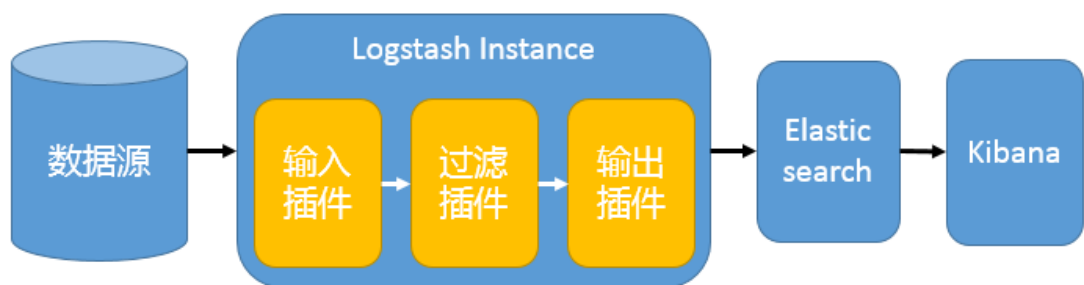 数据源
Logstash Instance
输入
插件
过滤
插件
输出
插件
Elastic
search
Kibana